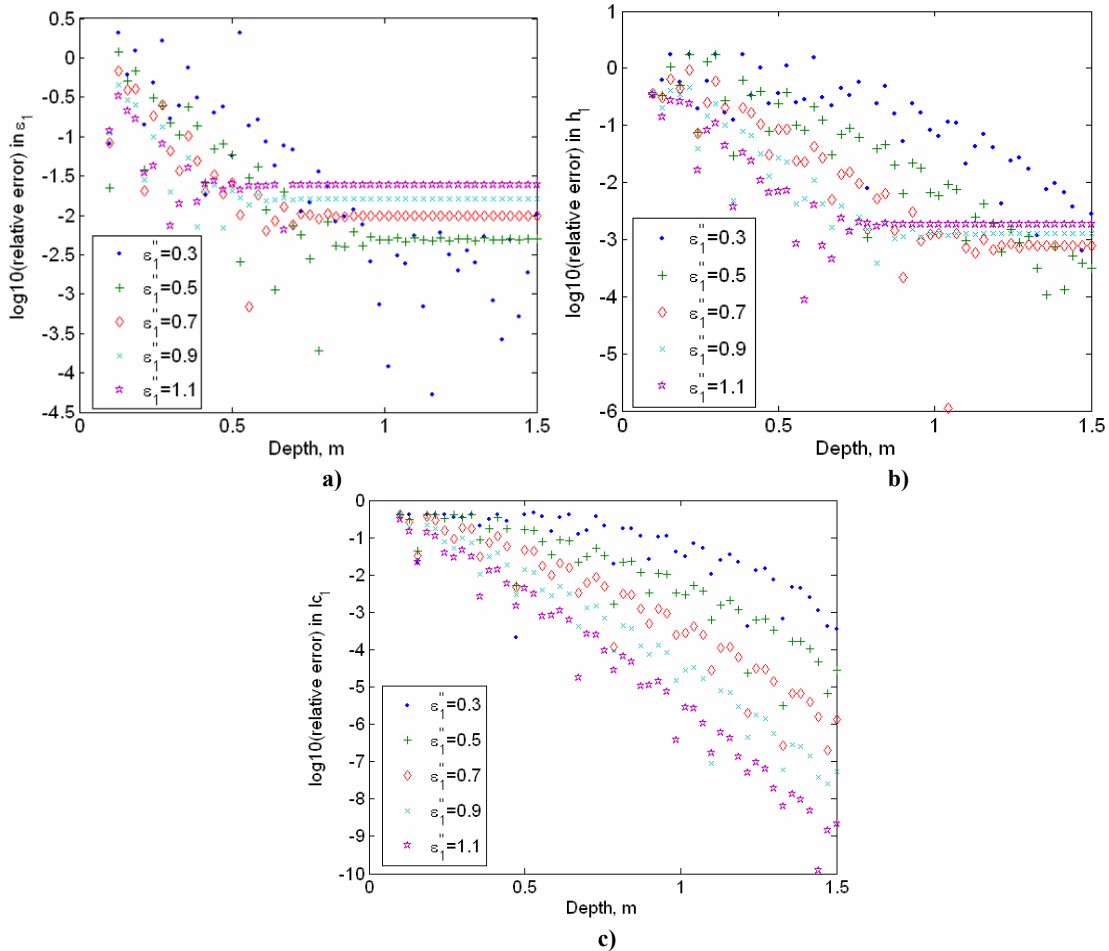 0.5
0
-0.5
-1
-1.5
-2
-2.5
-3
-3.5
-4
-4.5
log10(relative error) in ε₁
ε₁''=0.3
ε₁''=0.5
ε₁''=0.7
ε₁''=0.9
ε₁''=1.1
0 0.5 1 1.5
Depth, m
a)
1
0
-1
-2
-3
-4
-5
-6
log10(relative error) in h₁
ε₁''=0.3
ε₁''=0.5
ε₁''=0.7
ε₁''=0.9
ε₁''=1.1
0 0.5 1 1.5
Depth, m
b)
0
-1
-2
-3
-4
-5
-6
-7
-8
-9
-10
log10(relative error) in lc₁
ε₁''=0.3
ε₁''=0.5
ε₁''=0.7
ε₁''=0.9
ε₁''=1.1
0 0.5 1 1.5
Depth, m
c)